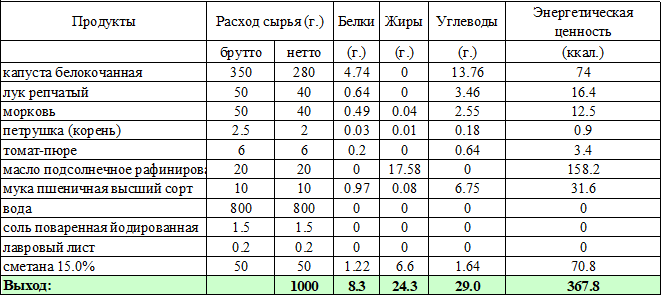 Продукты Расход сырья (г.) Белки Жиры Углеводы Энергетическая ценность
брутто нетто (г.) (г.) (г.) (ккал.)
капуста белокочанная 350 280 4.74 0 13.76 74
лук репчатый 50 40 0.64 0 3.46 16.4
морковь 50 40 0.49 0.04 2.55 12.5
петрушка (корень) 2.5 2 0.03 0.01 0.18 0.9
томат-пюре 6 6 0.2 0 0.64 3.4
масло подсолнечное рафинирова 20 20 0 17.58 0 158.2
мука пшеничная высший сорт 10 10 0.97 0.08 6.75 31.6
вода 800 800 0 0 0 0
соль поваренная йодированная 1.5 1.5 0 0 0 0
лавровый лист 0.2 0.2 0 0 0 0
сметана 15.0% 50 50 1.22 6.6 1.64 70.8
Выход: 1000 8.3 24.3 29.0 367.8